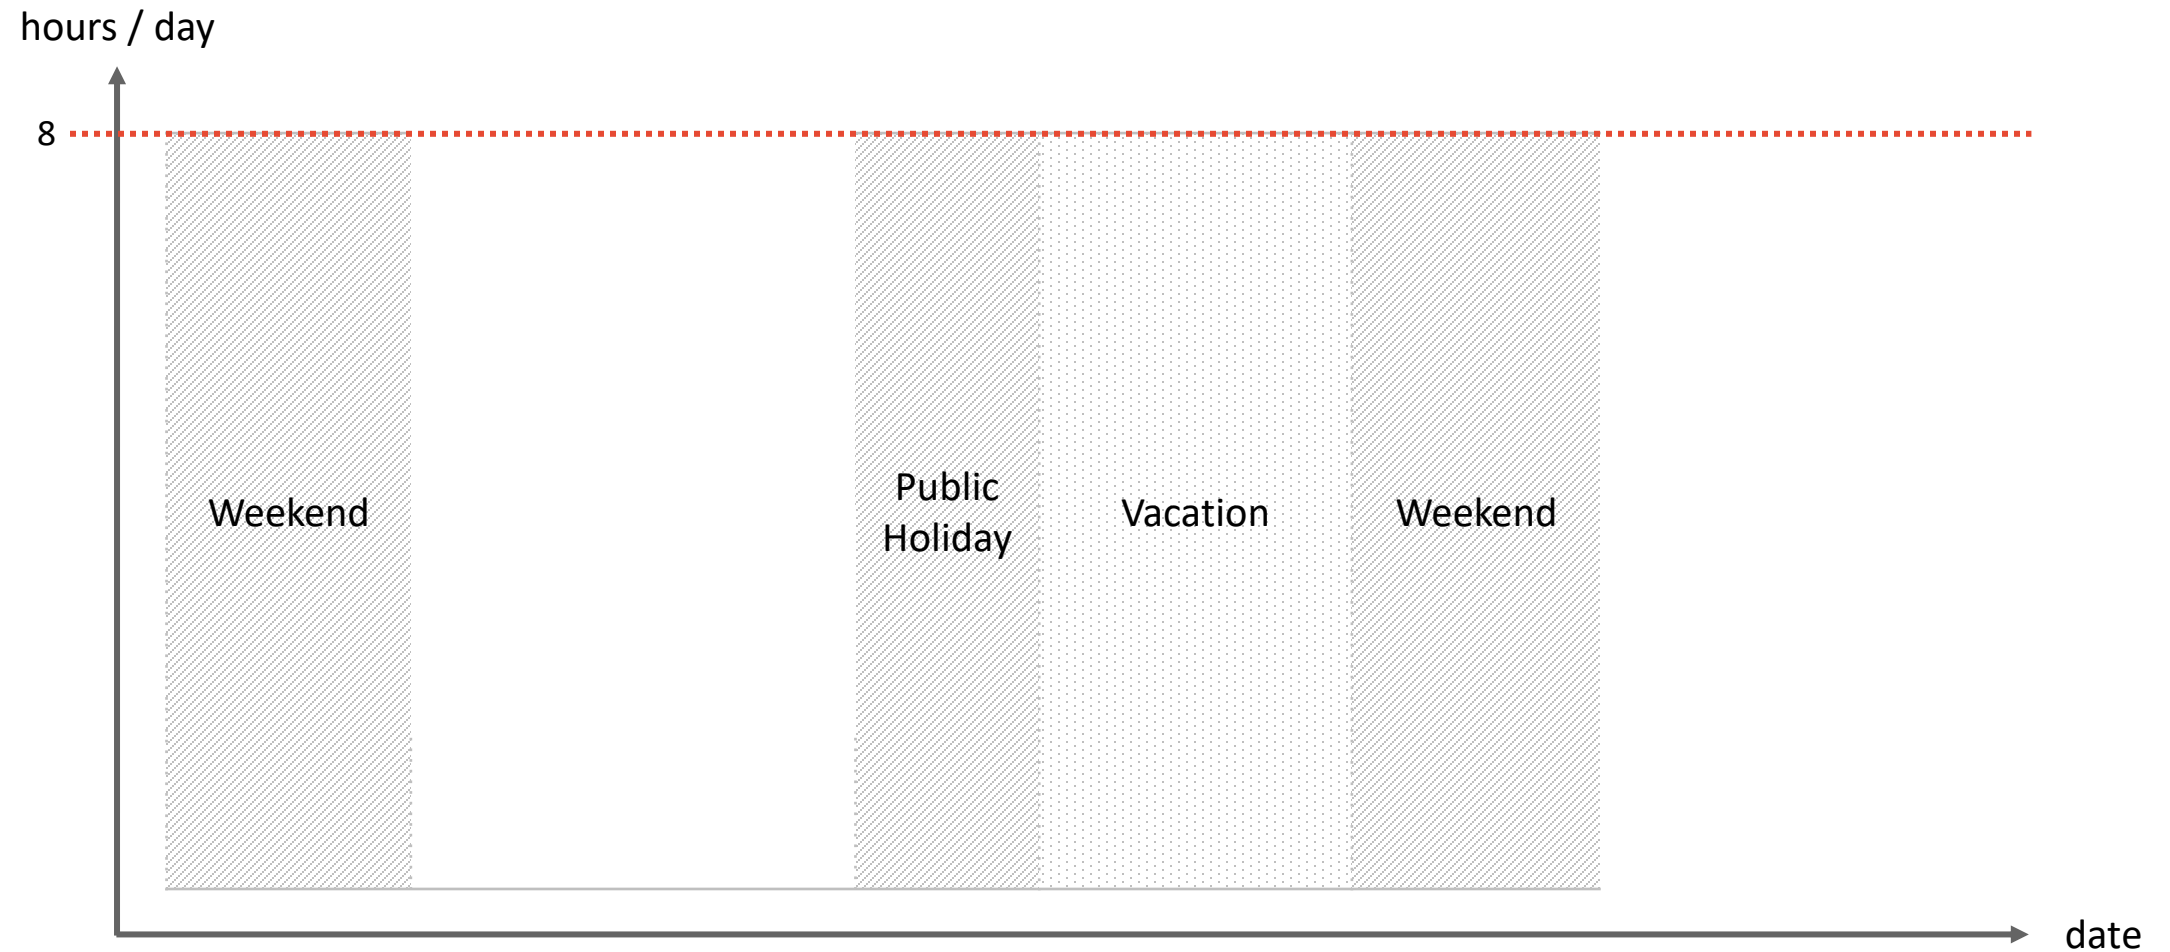 hours / day
8
Weekend
Public
Holiday
Vacation
Weekend
date